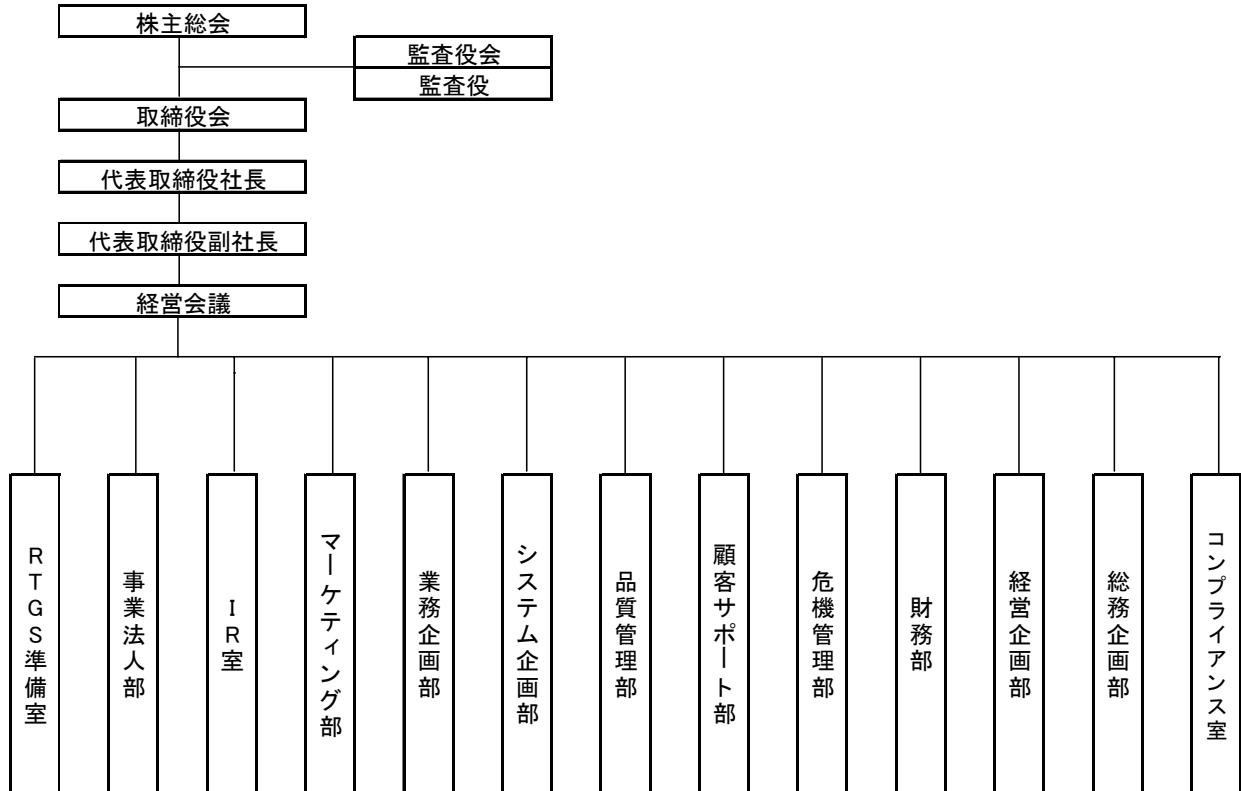 株主総会
監査役会
監査役
取締役会
代表取締役社長
代表取締役副社長
経営会議
RTGS準備室
事業法人部
IR室
マーケティング部
業務企画部
システム企画部
品質管理部
顧客サポート部
危機管理部
財務部
経営企画部
総務企画部
コンプライアンス室